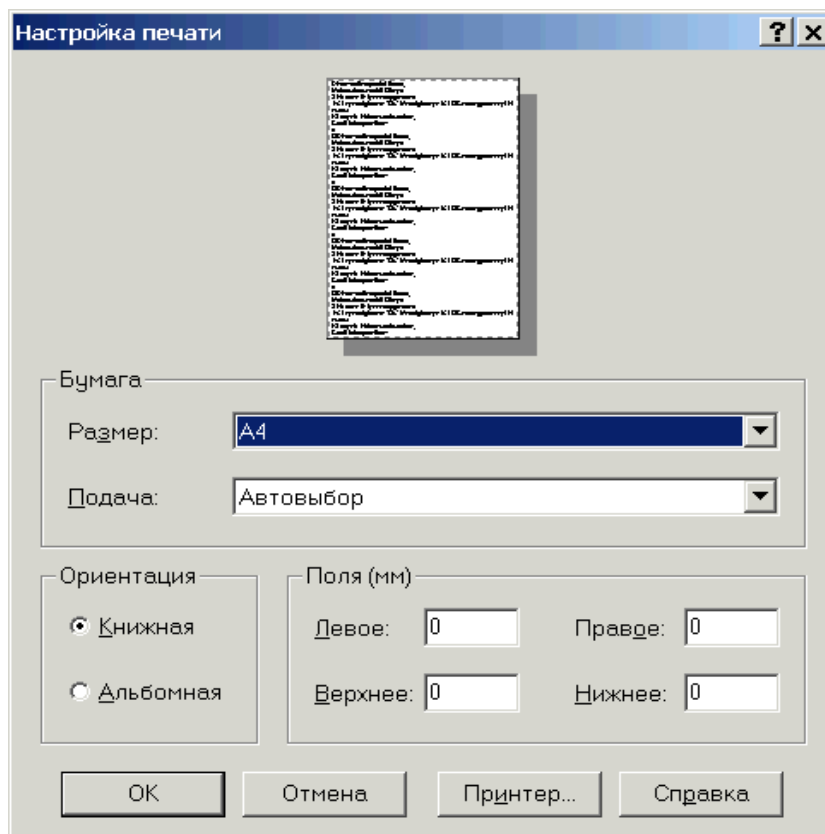 Настройка печати
Бумага
Размер: A4
Подача: Автовыбор
Ориентация
Книжная
Альбомная
Поля (мм)
Левое: 0 Правое: 0
Верхнее: 0 Нижнее: 0
OK Отмена Принтер... Справка